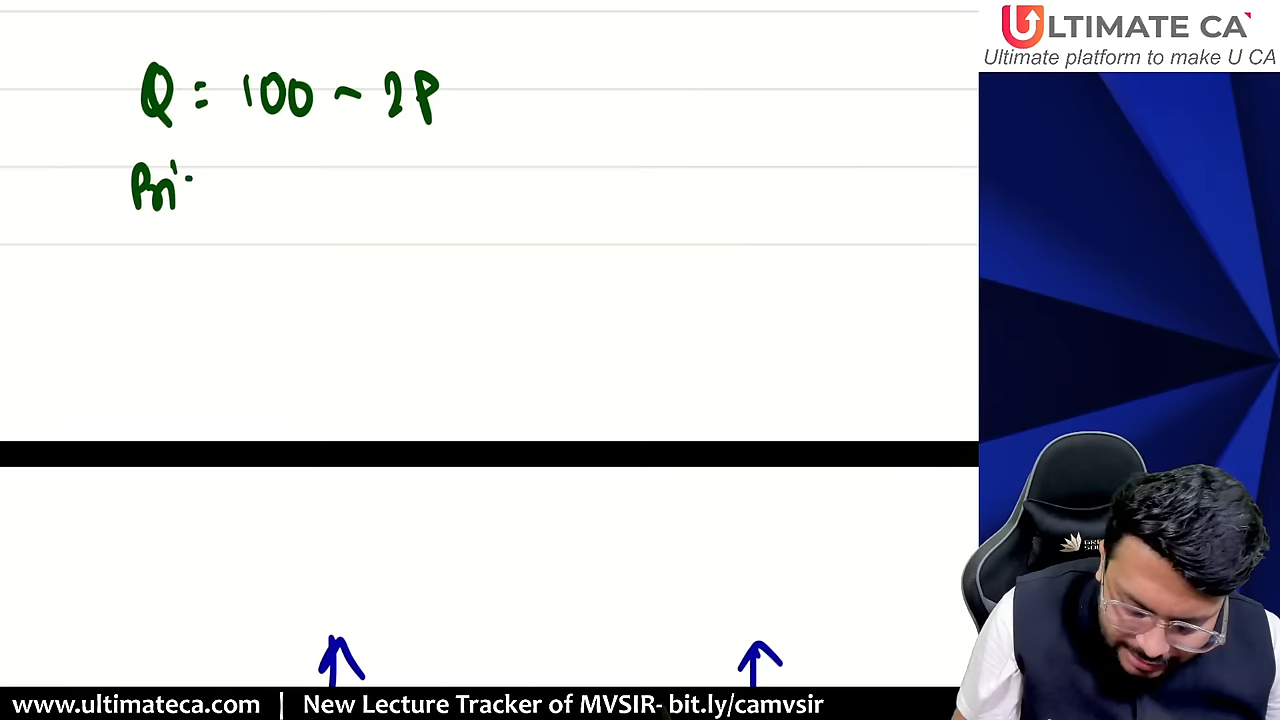 ULTIMATE CA
Ultimate platform to make U CA
Q = 100 - 2P
Pri
www.ultimateca.com | New Lecture Tracker of MVSIR- bit.ly/camvsir